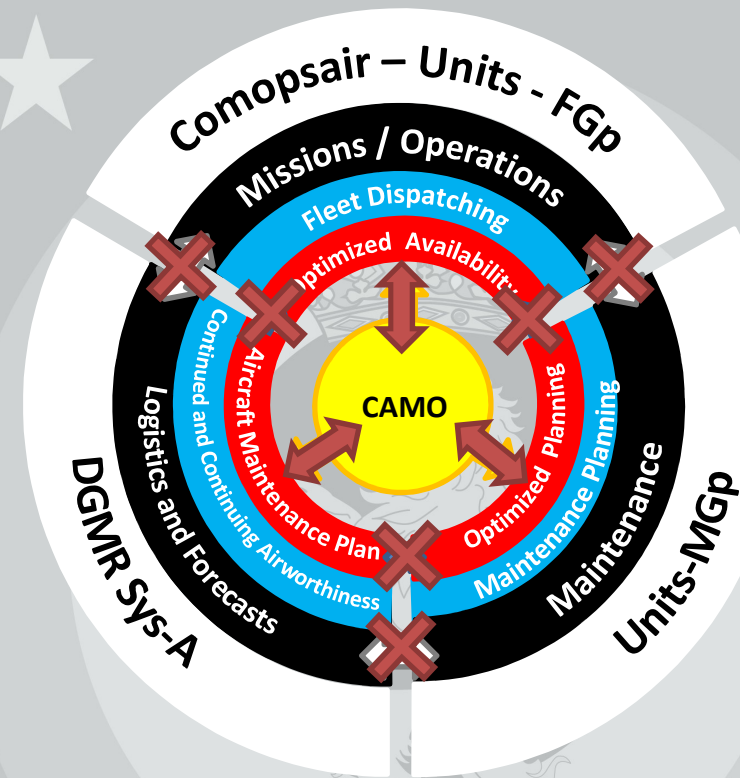 Comopsair – Units - FGp
Missions / Operations
Fleet Dispatching
Optimized Availability
CAMO
Aircraft Maintenance Plan
Continued and Continuing Airworthiness
Logistics and Forecasts
DGMR Sys-A
Optimized Planning
Maintenance Planning
Maintenance
Units-MGp